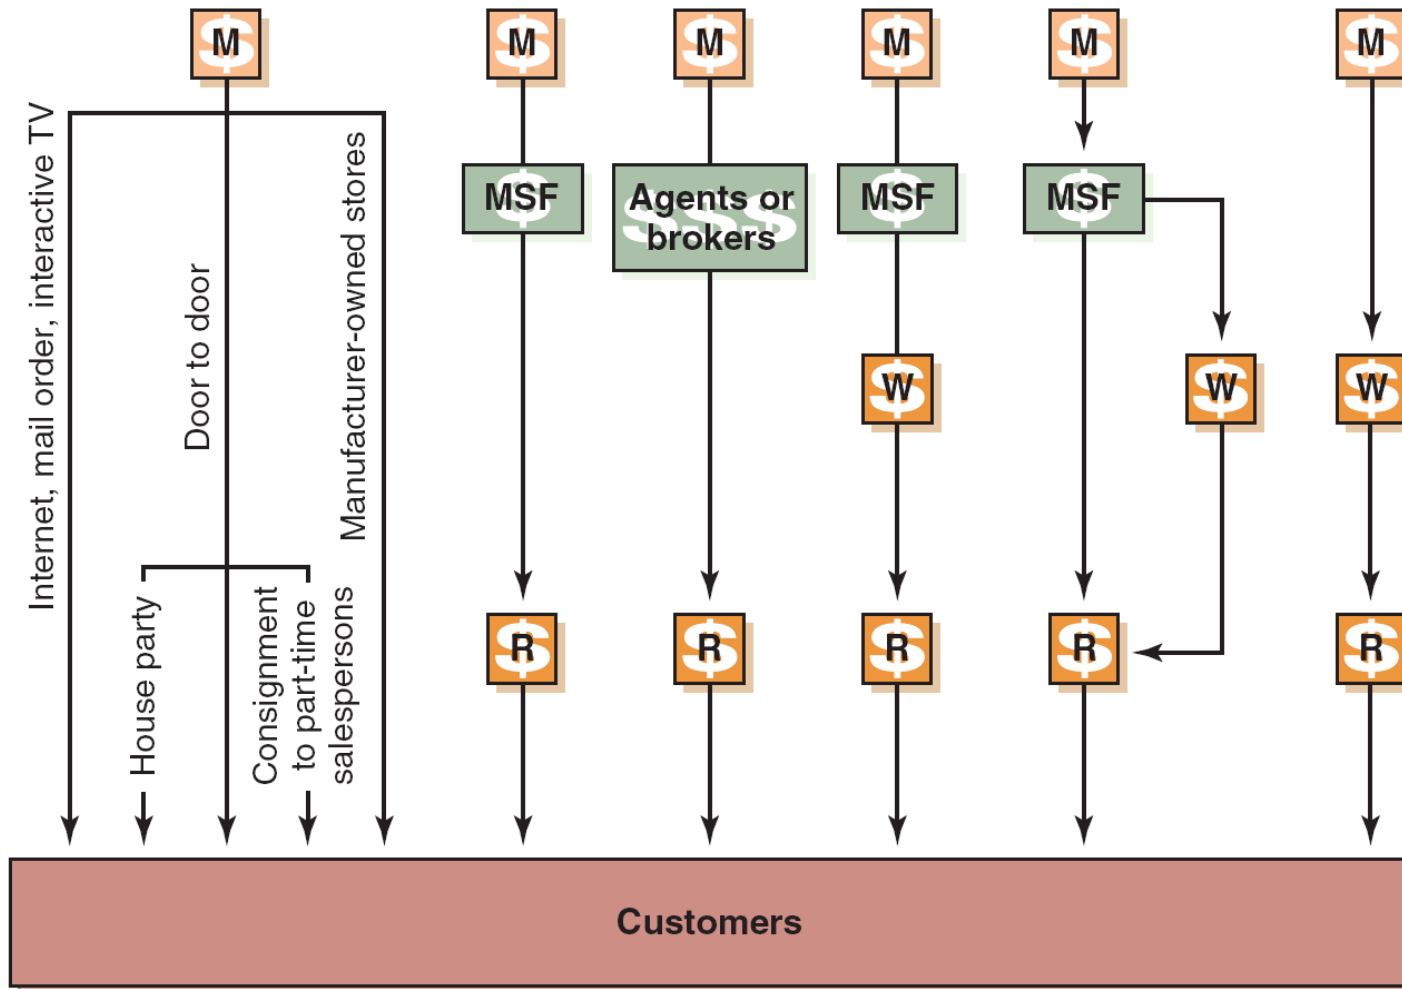 M
M
M
M
M
M
Internet, mail order, interactive TV
Door to door
Manufacturer-owned stores
House party
Consignment
to part-time
salespersons
MSF
Agents or
brokers
MSF
MSF
W
W
W
R
R
R
R
R
Customers